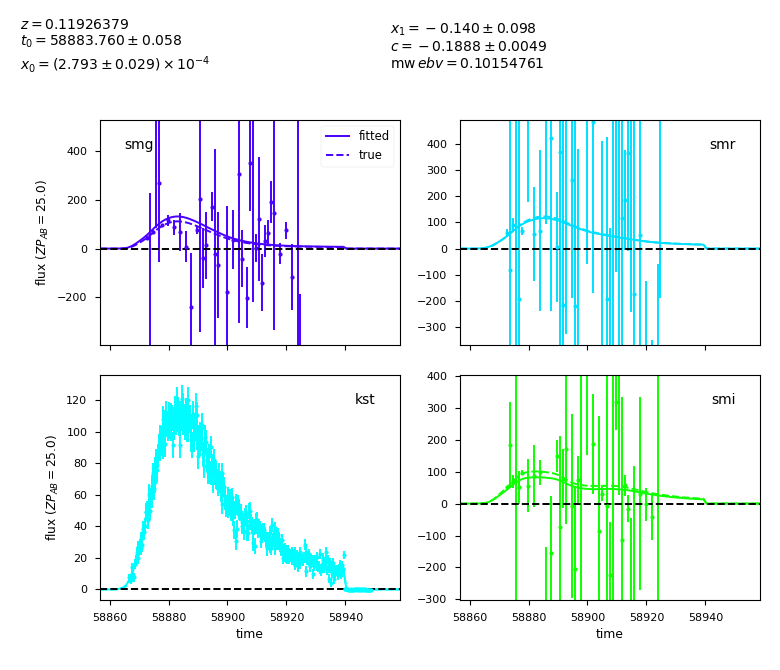 z = 0.11926379
t₀ = 58883.760 ± 0.058
x₀ = (2.793 ± 0.029) × 10⁻⁴
x₁ = −0.140 ± 0.098
c = −0.1888 ± 0.0049
mw ebv = 0.10154761
smg
fitted
true
400
200
0
−200
flux (ZP_AB = 25.0)
smr
400
300
200
100
0
−100
−200
−300
kst
120
100
80
60
40
20
0
flux (ZP_AB = 25.0)
58860 58880 58900 58920 58940
time
smi
400
300
200
100
0
−100
−200
−300
58860 58880 58900 58920 58940
time